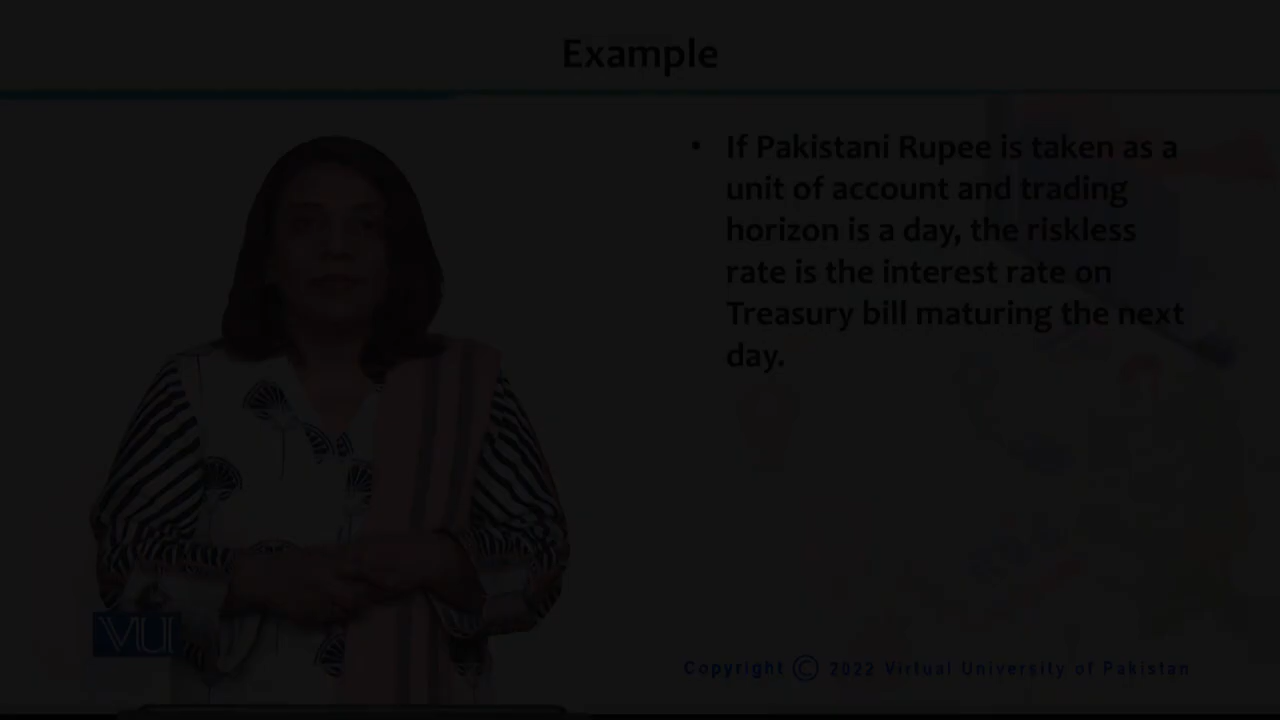 Example
• If Pakistani Rupee is taken as a
unit of account and trading
horizon is a day, the riskless
rate is the interest rate on
Treasury bill maturing the next
day.
VU
Copyright © 2022 Virtual University of Pakistan